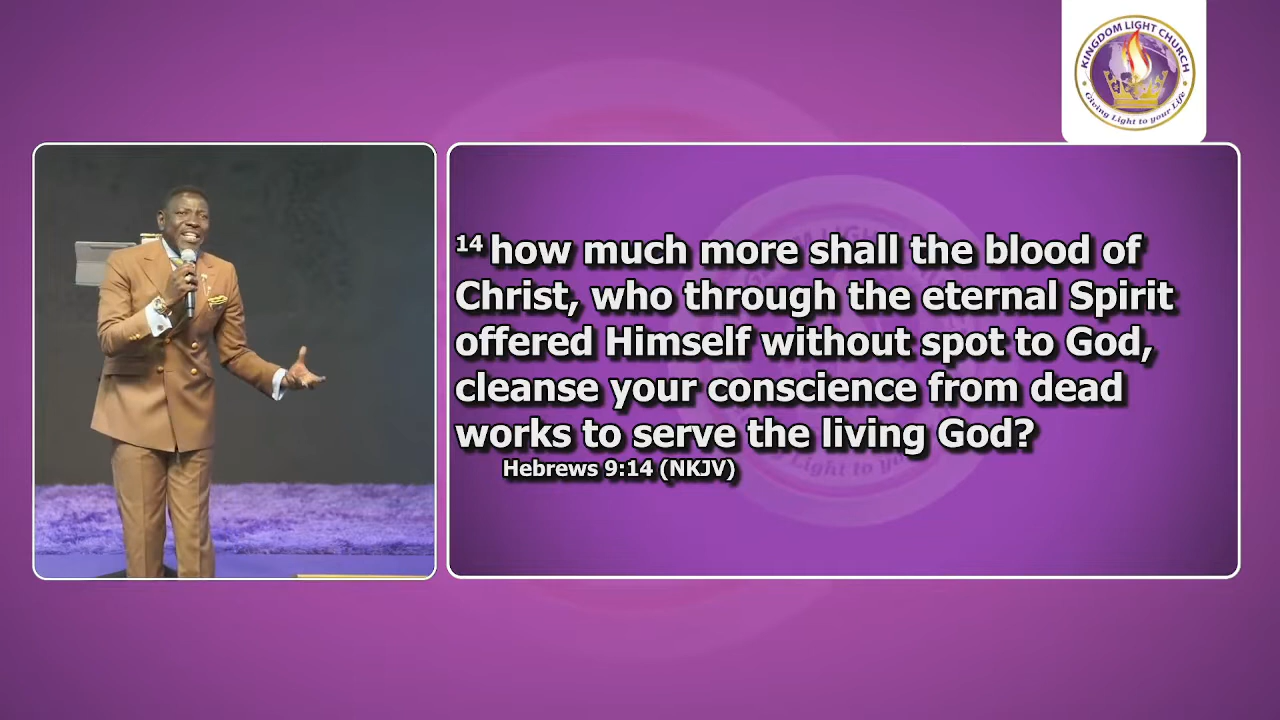 KINGDOM LIGHT CHURCH
Giving Light to your Life
14 how much more shall the blood of
Christ, who through the eternal Spirit
offered Himself without spot to God,
cleanse your conscience from dead
works to serve the living God?
Hebrews 9:14 (NKJV)